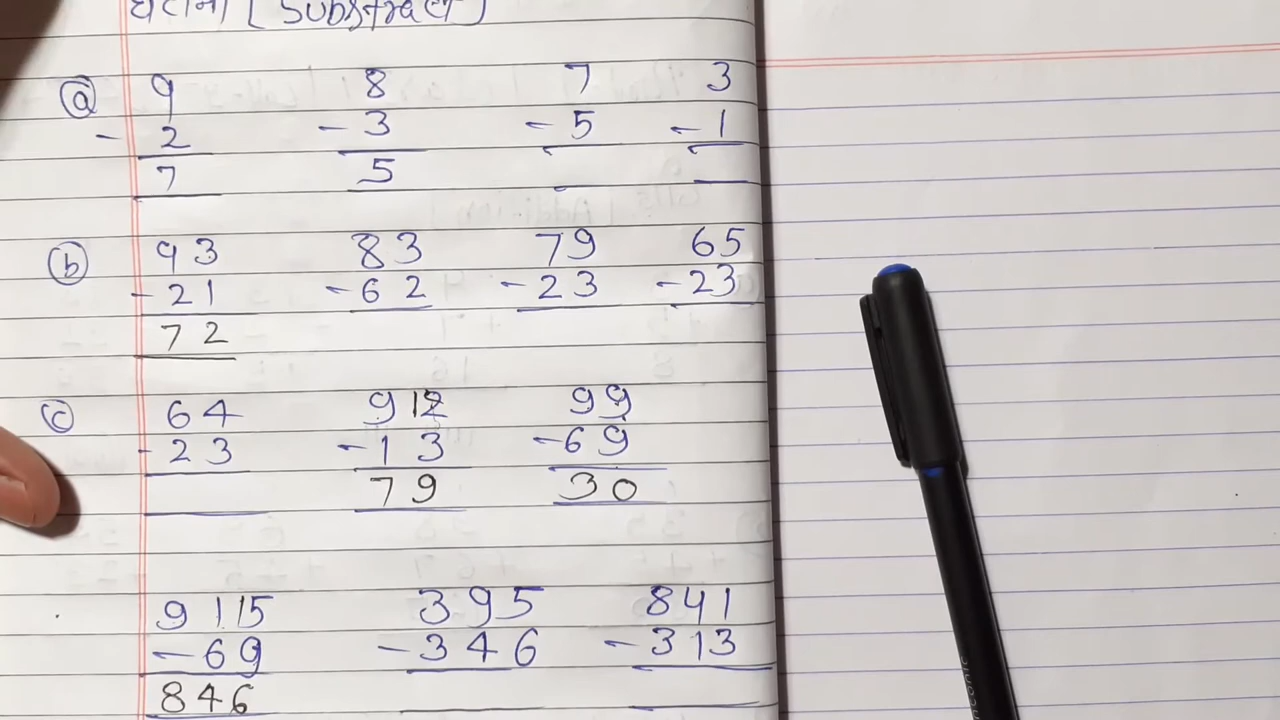 घटाना [ Substract ]
ⓐ 9 8 7 3
- 2 - 3 - 5 - 1
7 5
ⓑ 93 83 79 65
- 21 - 62 - 23 - 23
72
ⓒ 64 912 99
- 23 - 13 - 69
79 30
9115 395 841
- 69 - 346 - 313
846